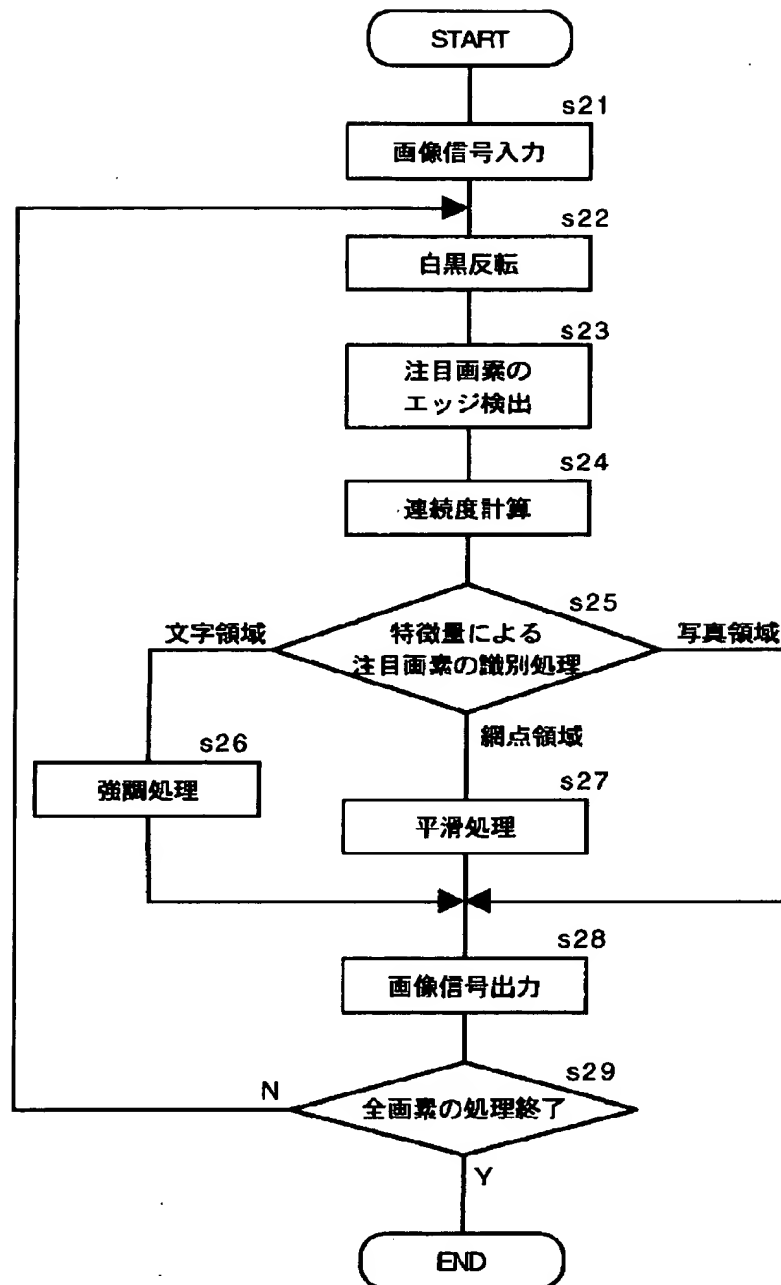 START
s21
画像信号入力
s22
白黒反転
s23
注目画素の
エッジ検出
s24
連続度計算
s25
文字領域
特徴量による
注目画素の識別処理
写真領域
網点領域
s26
強調処理
s27
平滑処理
s28
画像信号出力
s29
N
全画素の処理終了
Y
END